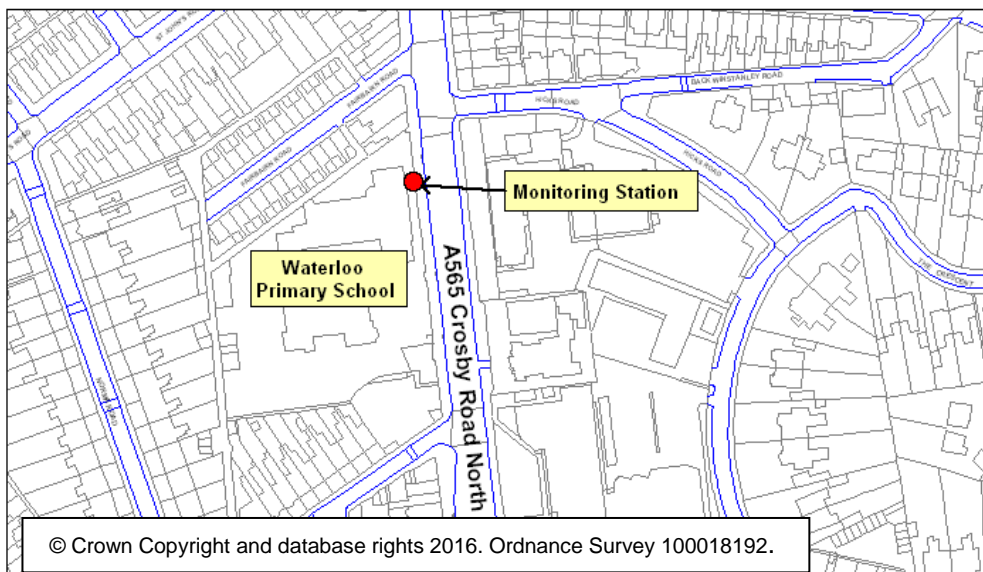 ST. JOHN'S ROAD
FAIRBAIRN ROAD
BACK WINSTANLEY ROAD
HICKS ROAD
FAIRBAIRN ROAD
HICKS ROAD
Monitoring Station
Waterloo
Primary School
A565 Crosby Road North
THE CRESCENT
ROAD
© Crown Copyright and database rights 2016. Ordnance Survey 100018192.